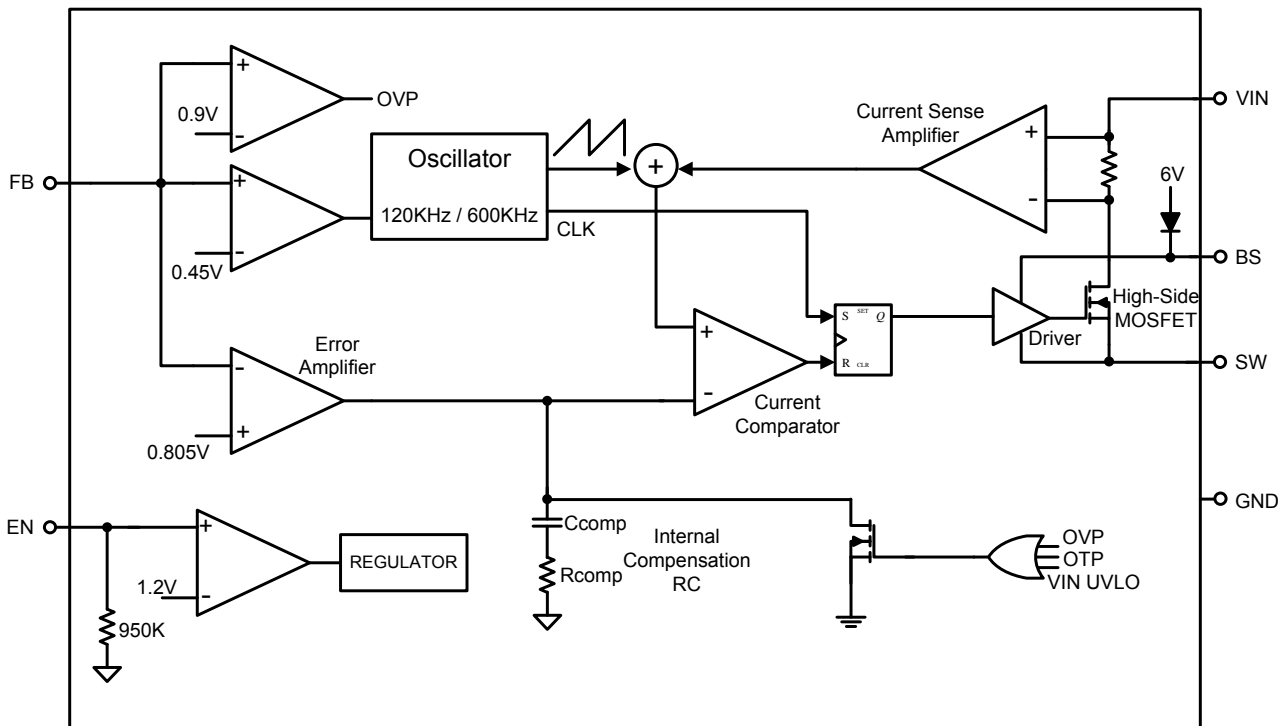 0.9V
+
-
OVP
Current Sense
Amplifier
+
-
VIN
FB
+
-
0.45V
Oscillator
120KHz / 600KHz
CLK
+
6V
BS
High-Side
MOSFET
Driver
SW
S SET Q
R CLR
+
-
Current
Comparator
Error
Amplifier
-
+
0.805V
GND
EN
+
-
1.2V
REGULATOR
950K
Ccomp
Rcomp
Internal
Compensation
RC
OVP
OTP
VIN UVLO